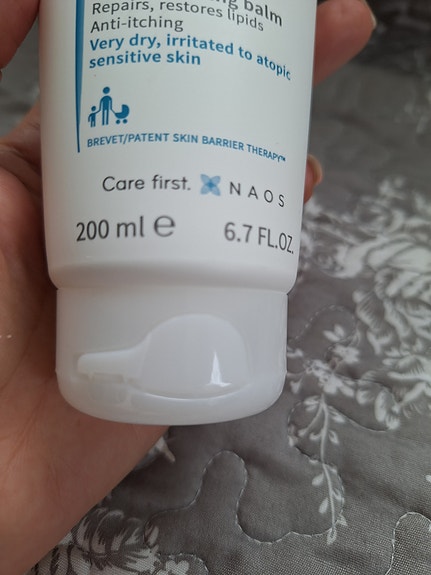 balm
Repairs, restores lipids
Anti-itching
Very dry, irritated to atopic
sensitive skin
BREVET/PATENT SKIN BARRIER THERAPY™
Care first. NAOS
200 ml ℮ 6.7 FL.OZ.